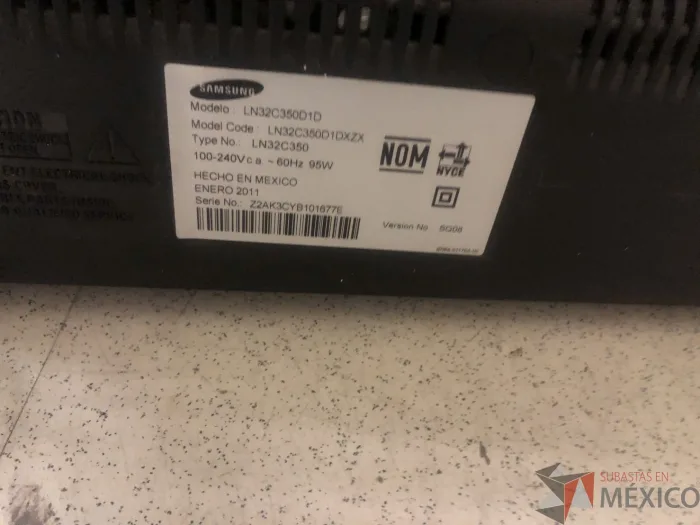 SAMSUNG
Modelo : LN32C350D1D
Model Code : LN32C350D1DXZX
Type No. : LN32C350
100-240V c.a. ~ 60Hz 95W
HECHO EN MEXICO
ENERO 2011
Serie No.: Z2AK3CYB101677E
NOM
NYCE
Version No. SQ08
SUBASTAS EN
MÉXICO